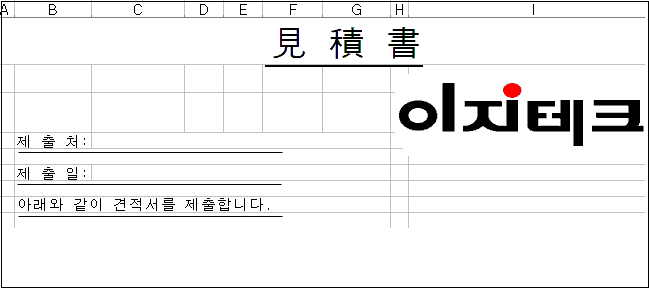 A B C D E F G H I
見 積 書
이지테크
제 출 처:
제 출 일:
아래와 같이 견적서를 제출합니다.